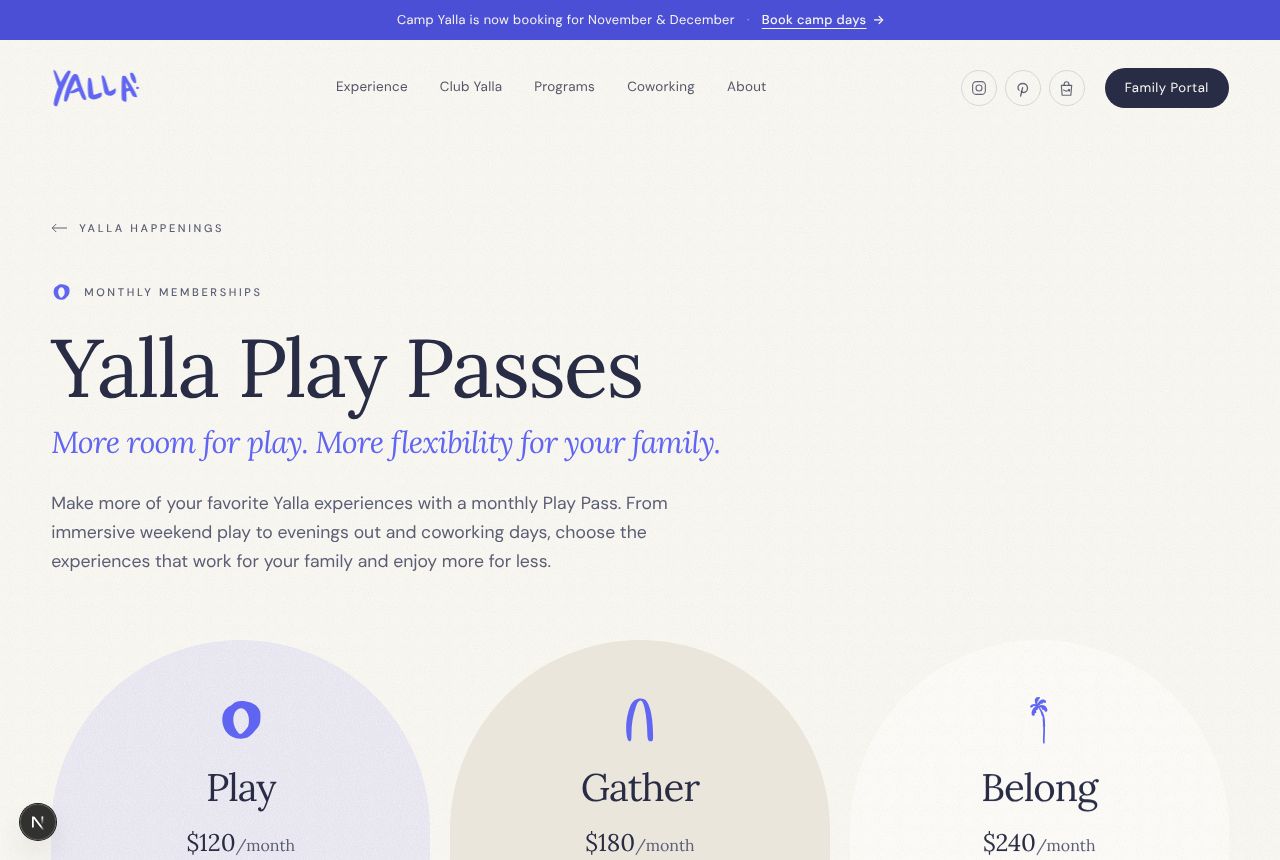 Camp Yalla is now booking for November & December · Book camp days →
YALLA!
Experience Club Yalla Programs Coworking About
Family Portal
← YALLA HAPPENINGS
MONTHLY MEMBERSHIPS
Yalla Play Passes
More room for play. More flexibility for your family.
Make more of your favorite Yalla experiences with a monthly Play Pass. From
immersive weekend play to evenings out and coworking days, choose the
experiences that work for your family and enjoy more for less.
Play
$120/month
Gather
$180/month
Belong
$240/month
N